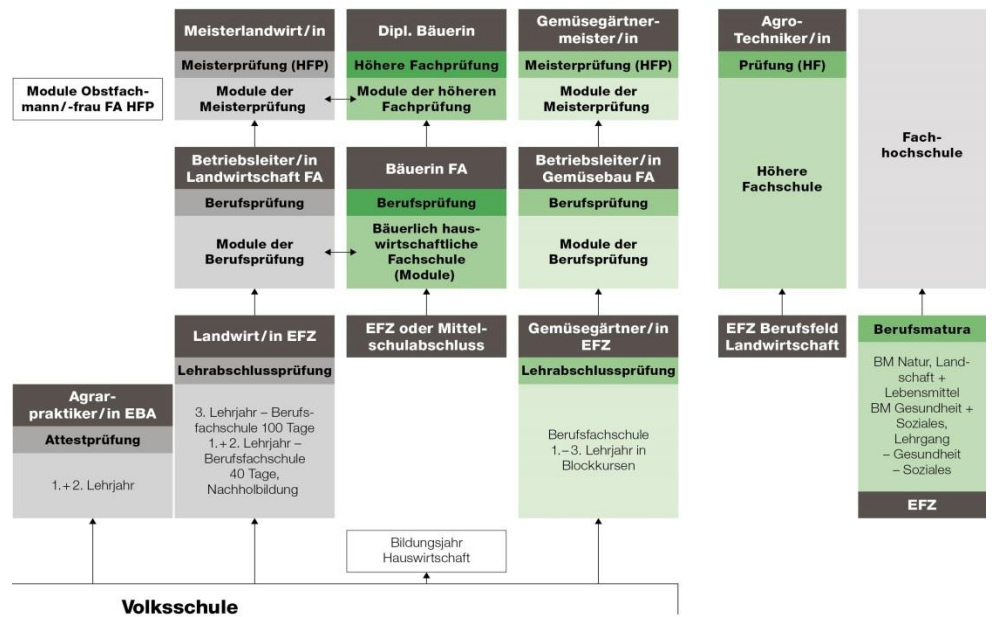 Module Obstfach-
mann/-frau FA HFP
Meisterlandwirt/in
Meisterprüfung (HFP)
Module der
Meisterprüfung
Dipl. Bäuerin
Höhere Fachprüfung
Module der höheren
Fachprüfung
Gemüsegärtner-
meister/in
Meisterprüfung (HFP)
Module der
Meisterprüfung
Agro-
Techniker/in
Prüfung (HF)
Höhere
Fachschule
Fach-
hochschule
Betriebsleiter/in
Landwirtschaft FA
Berufsprüfung
Module der
Berufsprüfung
Bäuerin FA
Berufsprüfung
Bäuerlich haus-
wirtschaftliche
Fachschule
(Module)
Betriebsleiter/in
Gemüsebau FA
Berufsprüfung
Module der
Berufsprüfung
Agrar-
praktiker/in EBA
Attestprüfung
1.+2. Lehrjahr
Landwirt/in EFZ
Lehrabschlussprüfung
3. Lehrjahr – Berufs-
fachschule 100 Tage
1.+2. Lehrjahr –
Berufsfachschule
40 Tage,
Nachholbildung
EFZ oder Mittel-
schulabschluss
Gemüsegärtner/in
EFZ
Lehrabschlussprüfung
Berufsfachschule
1.–3. Lehrjahr in
Blockkursen
EFZ Berufsfeld
Landwirtschaft
Berufsmatura
BM Natur, Land-
schaft +
Lebensmittel
BM Gesundheit +
Soziales,
Lehrgang
– Gesundheit
– Soziales
EFZ
Bildungsjahr
Hauswirtschaft
Volksschule